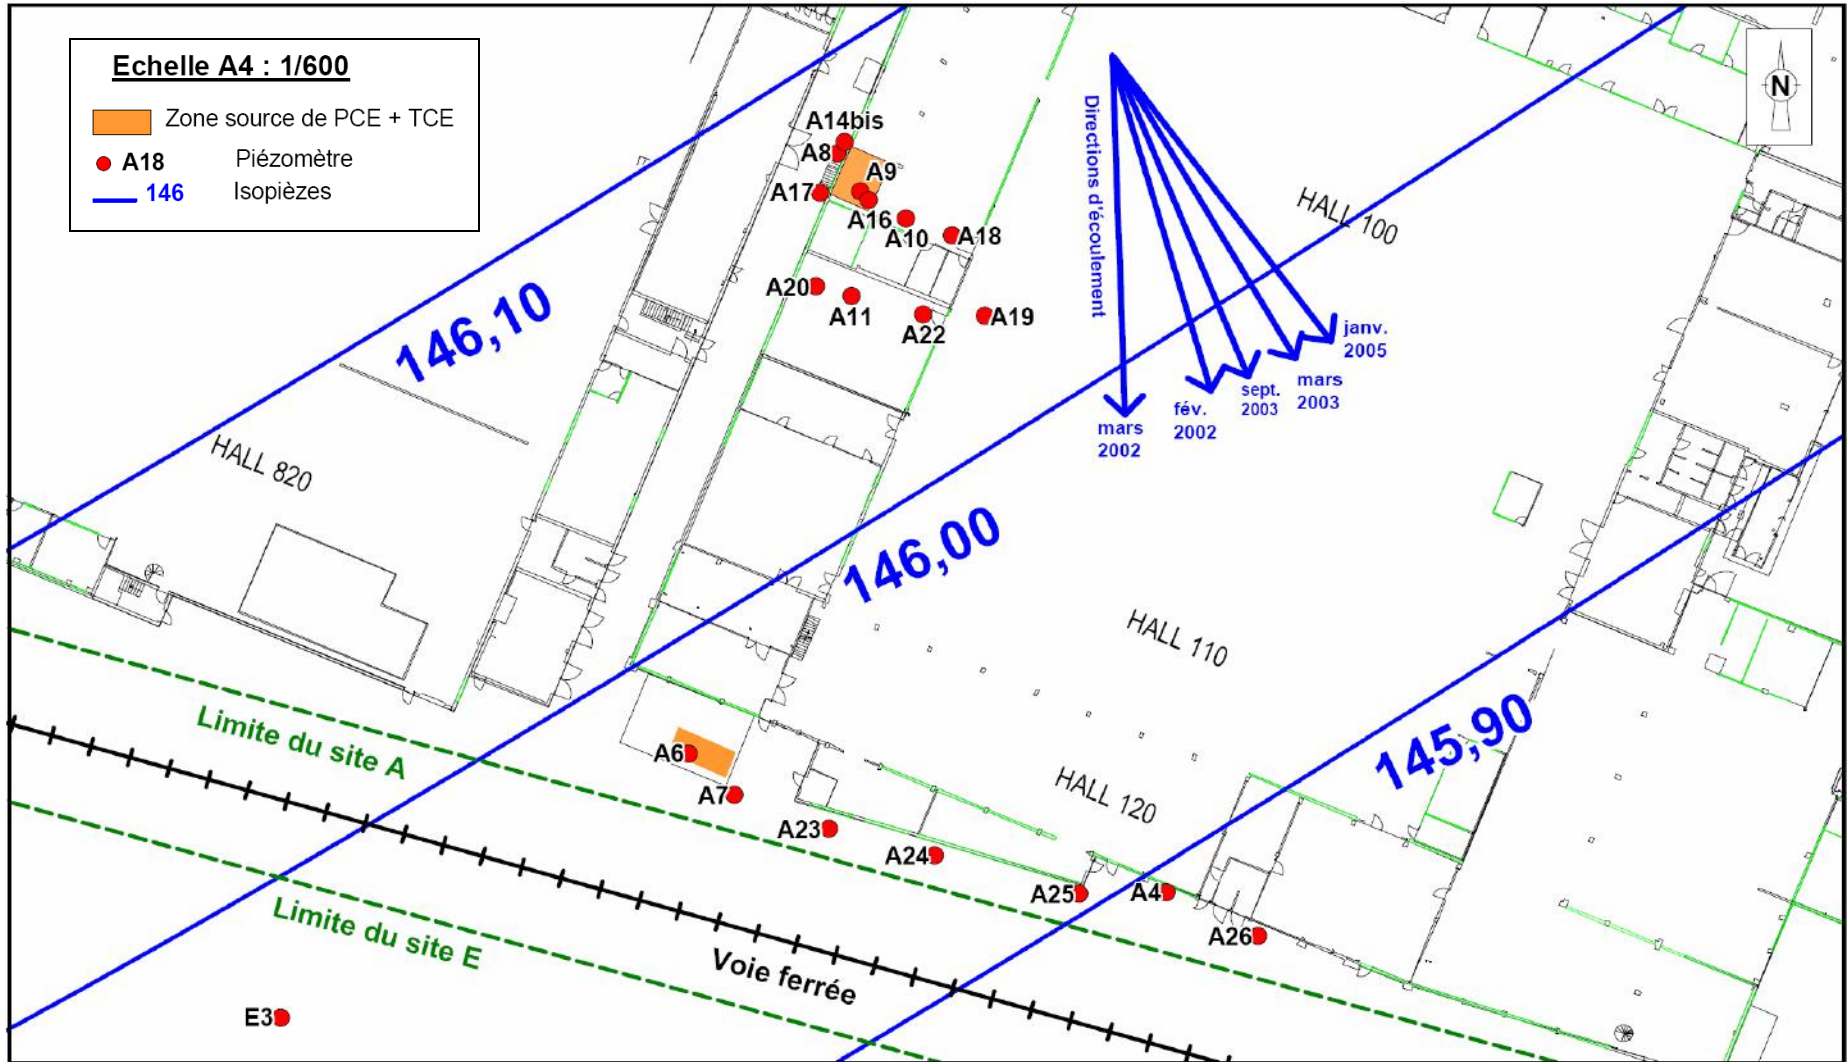 Echelle A4 : 1/600
Zone source de PCE + TCE
A18 Piézomètre
146 Isopièzes
N
A14bis
A8
A9
A17
A16
A10
A18
A20
A11
A22
A19
Directions d'écoulement
HALL 100
janv.
2005
mars
2003
sept.
2003
fév.
2002
mars
2002
146,10
HALL 820
146,00
HALL 110
145,90
HALL 120
Limite du site A
A6
A7
A23
A24
A25
A4
A26
Limite du site E
Voie ferrée
E3